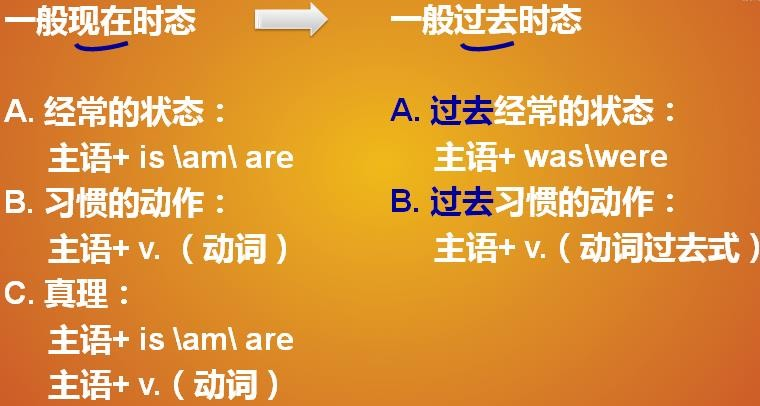 一般现在时态
A. 经常的状态：
主语+ is \am\ are
B. 习惯的动作：
主语+ v. （动词）
C. 真理：
主语+ is \am\ are
主语+ v.（动词）
一般过去时态
A. 过去经常的状态：
主语+ was\were
B. 过去习惯的动作：
主语+ v.（动词过去式）